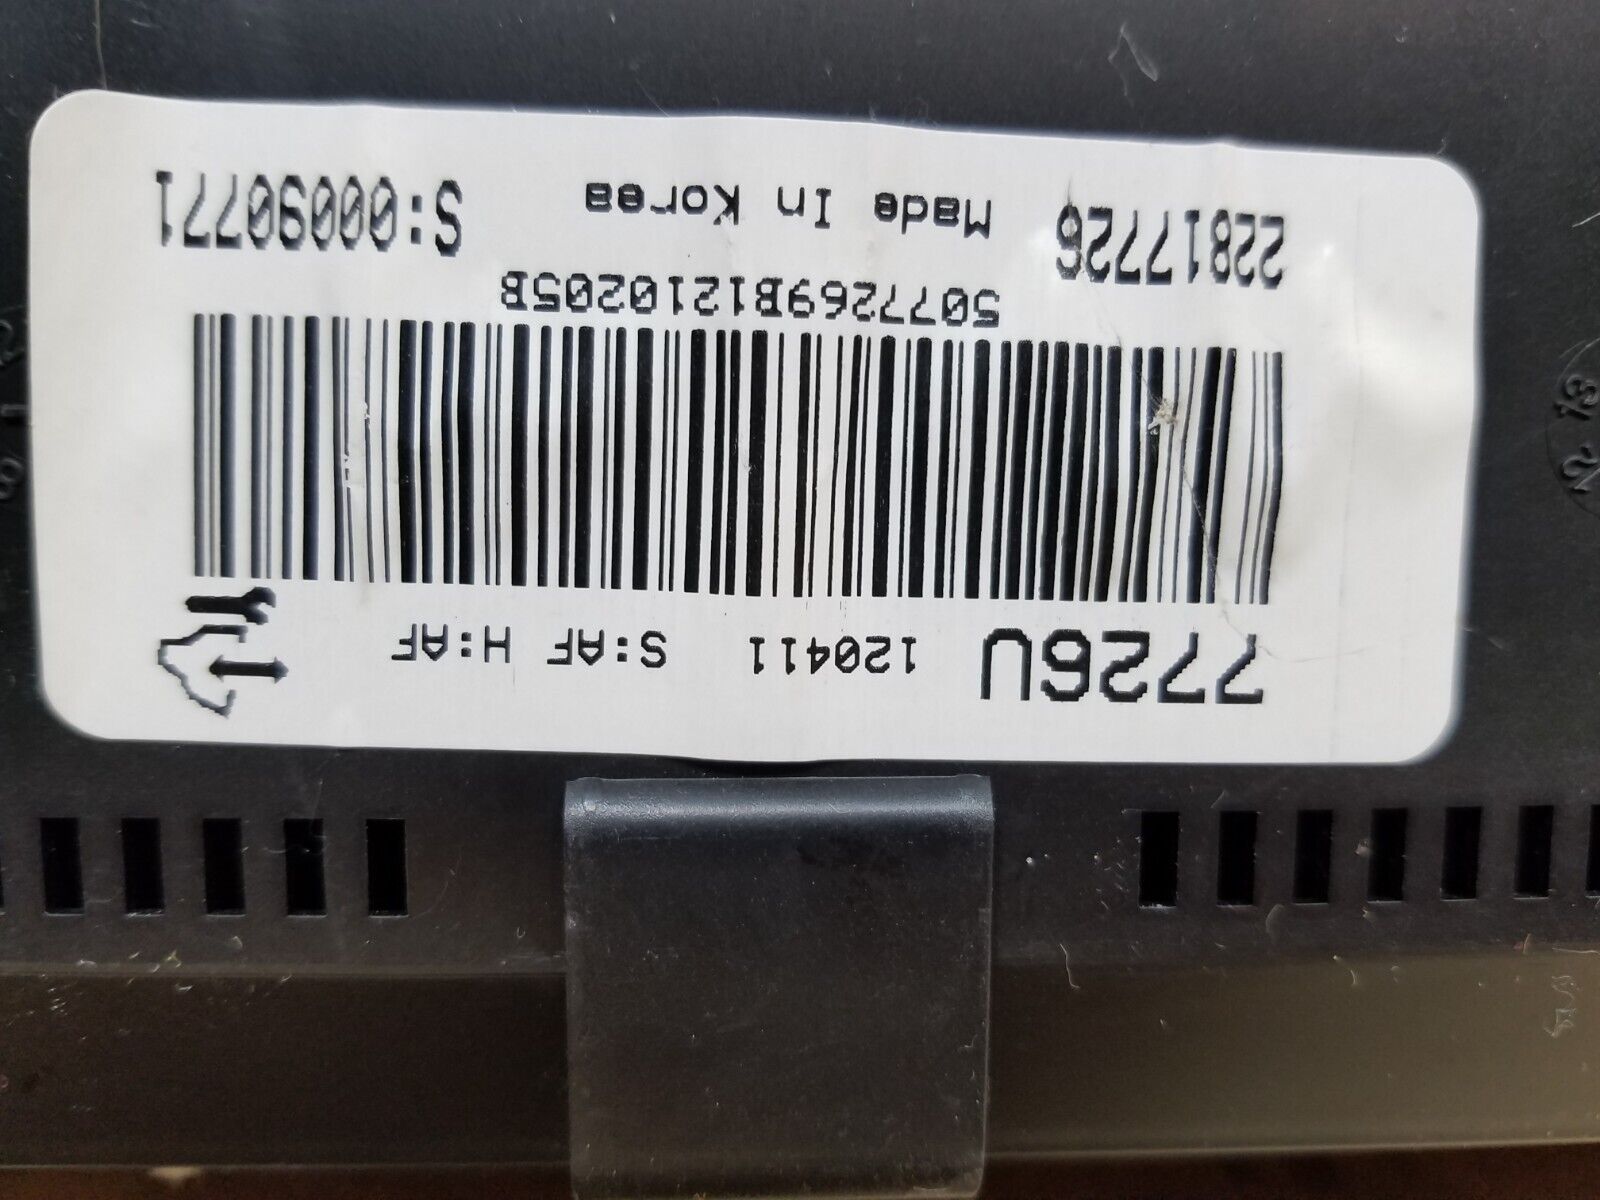 7726U 120411 S:AF H:AF
5077269B1210205B
22817726 Made In Korea S:00090771